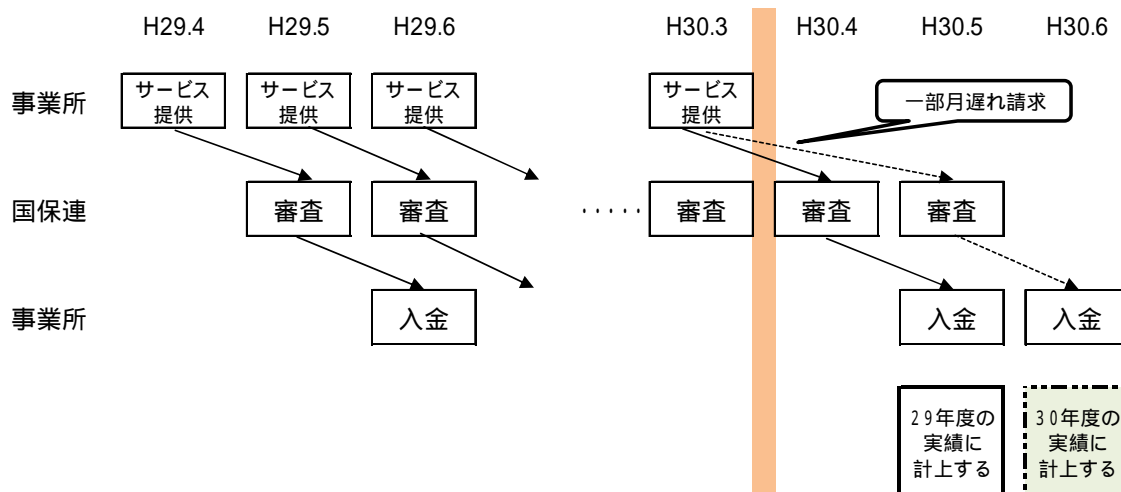 H29.4 H29.5 H29.6 H30.3 H30.4 H30.5 H30.6
事業所
サービス
提供
サービス
提供
サービス
提供
サービス
提供
一部月遅れ請求
国保連
審査
審査
・・・・・
審査
審査
審査
事業所
入金
入金
入金
29年度の
実績に
計上する
30年度の
実績に
計上する